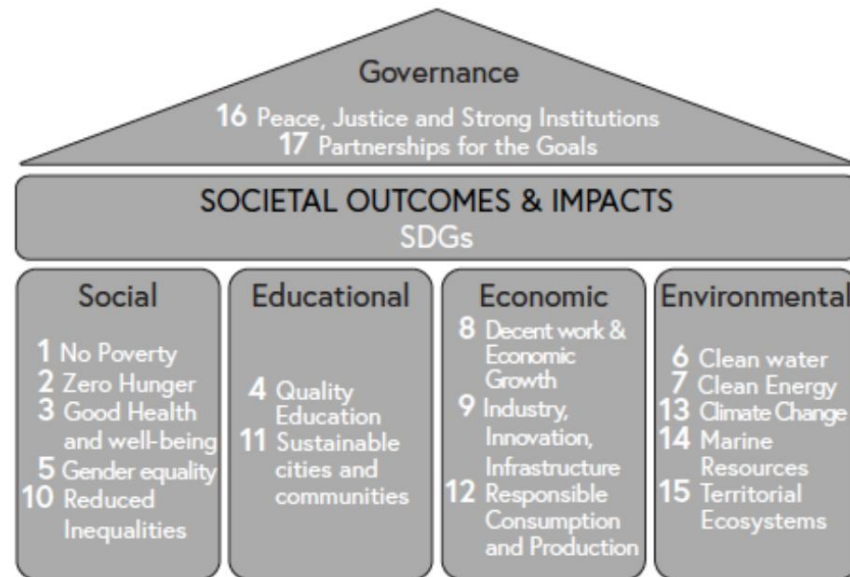 Governance
16 Peace, Justice and Strong Institutions
17 Partnerships for the Goals
SOCIETAL OUTCOMES & IMPACTS
SDGs
Social
1 No Poverty
2 Zero Hunger
3 Good Health
and well-being
5 Gender equality
10 Reduced
Inequalities
Educational
4 Quality
Education
11 Sustainable
cities and
communities
Economic
8 Decent work &
Economic
Growth
9 Industry,
Innovation,
Infrastructure
12 Responsible
Consumption
and Production
Environmental
6 Clean water
7 Clean Energy
13 Climate Change
14 Marine
Resources
15 Territorial
Ecosystems